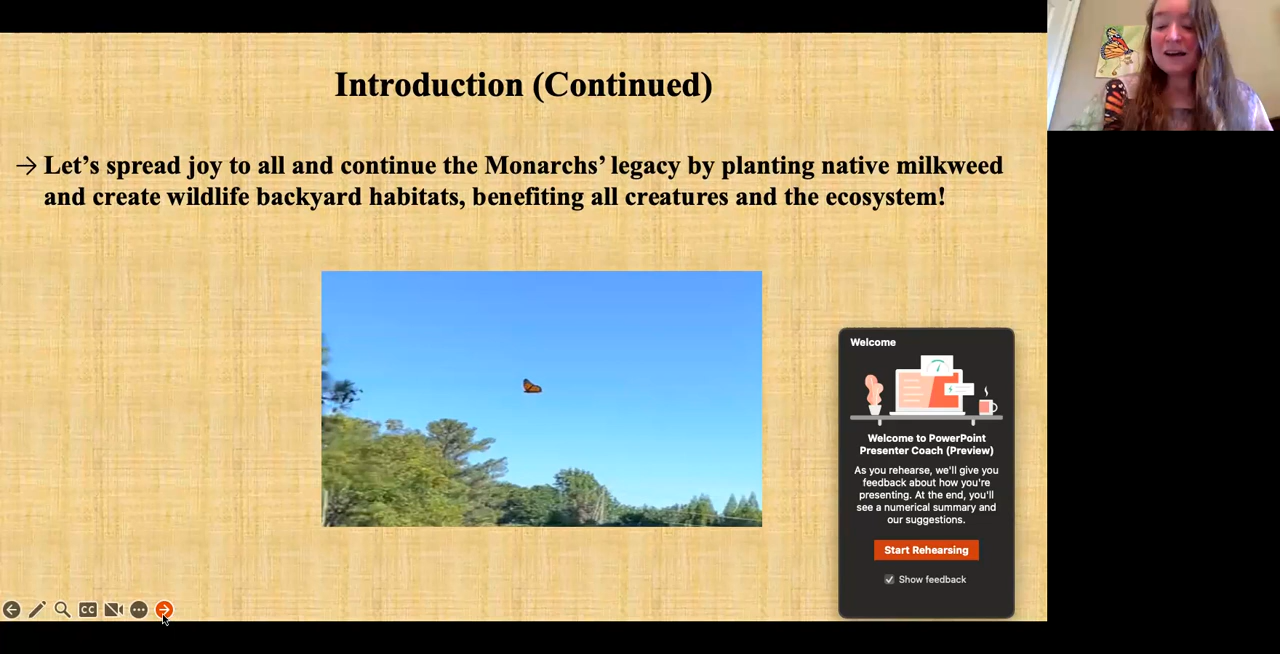 Introduction (Continued)
→ Let’s spread joy to all and continue the Monarchs’ legacy by planting native milkweed
and create wildlife backyard habitats, benefiting all creatures and the ecosystem!
Welcome
Welcome to PowerPoint
Presenter Coach (Preview)
As you rehearse, we'll give you
feedback about how you're
presenting. At the end, you'll
see a numerical summary and
our suggestions.
Start Rehearsing
Show feedback
CC